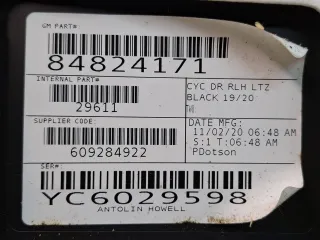 GM PART#:
84824171
INTERNAL PART#:
29611
CYC DR RLH LTZ
BLACK 19/20
SUPPLIER CODE:
609284922
DATE MFG:
11/02/20 06:48 AM
S:1 T:06:48 AM
PDotson
SER#:
YC6029598
ANTOLIN HOWELL